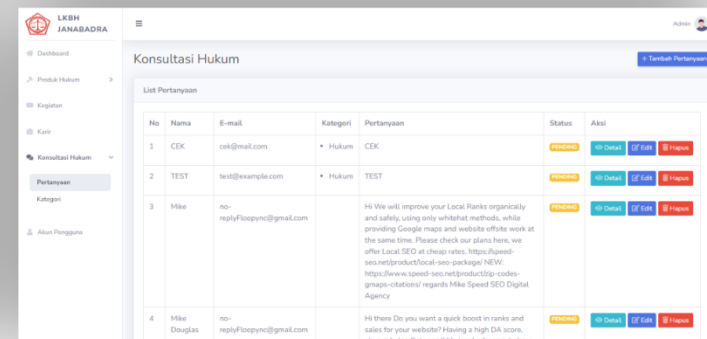 LKBH
JANABADRA
Admin
Dashboard
Produk Hukum
Kegiatan
Karir
Konsultasi Hukum
Pertanyaan
Kategori
Akun Pengguna
Konsultasi Hukum
+ Tambah Pertanyaan
List Pertanyaan
No Nama E-mail Kategori Pertanyaan Status Aksi
1 CEK cek@mail.com • Hukum CEK PENDING Detail Edit Hapus
2 TEST test@example.com • Hukum TEST PENDING Detail Edit Hapus
3 Mike no- Hi We will improve your Local Ranks organically PENDING Detail Edit Hapus
replyFloopync@gmail.com and safely, using only whitehat methods, while
providing Google maps and website offsite work at
the same time. Please check our plans here, we
offer Local SEO at cheap rates. https://speed-
seo.net/product/local-seo-package/ NEW:
https://www.speed-seo.net/product/zip-codes-
gmaps-citations/ regards Mike Speed SEO Digital
Agency
4 Mike no- Hi there Do you want a quick boost in ranks and PENDING Detail Edit Hapus
Douglas replyFloopync@gmail.com sales for your website? Having a high DA score,